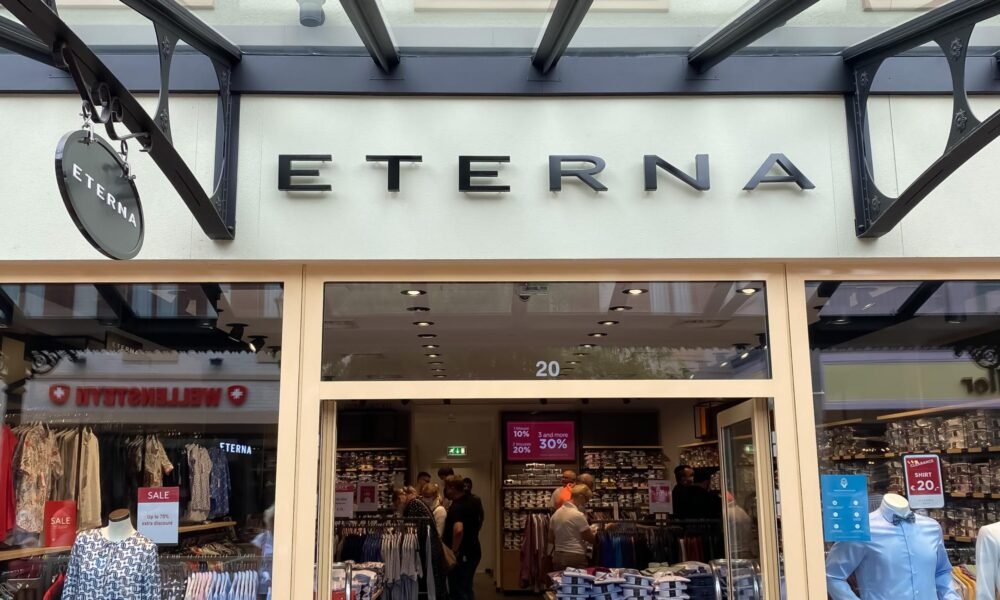 ETERNA
ETERNA
20
WELLENSTEYN
ETERNA
10%
20%
3 and more
30%
SALE
SALE
Up to 70%
extra discount
SHIRT
€ 20,-